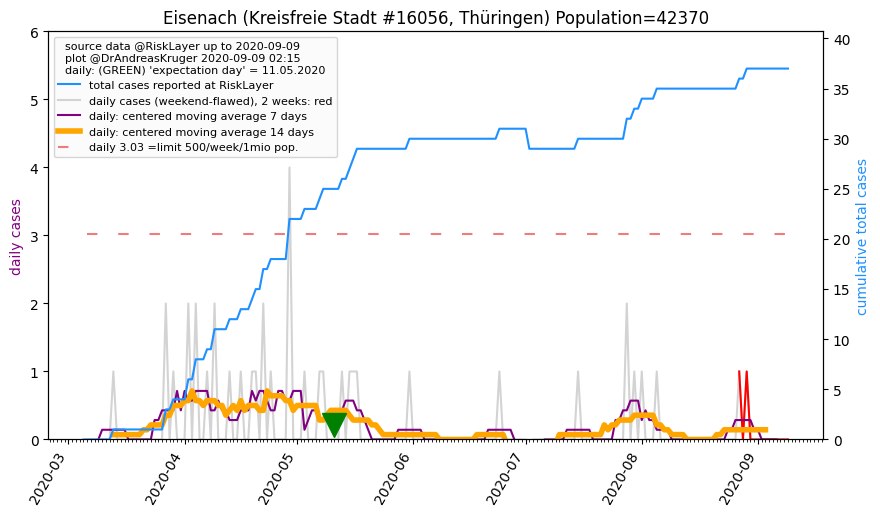 Eisenach (Kreisfreie Stadt #16056, Thüringen) Population=42370
source data @RiskLayer up to 2020-09-09
plot @DrAndreasKruger 2020-09-09 02:15
daily: (GREEN) 'expectation day' = 11.05.2020
total cases reported at RiskLayer
daily cases (weekend-flawed), 2 weeks: red
daily: centered moving average 7 days
daily: centered moving average 14 days
daily 3.03 =limit 500/week/1mio pop.
daily cases
6
5
4
3
2
1
0
cumulative total cases
40
35
30
25
20
15
10
5
0
2020-03
2020-04
2020-05
2020-06
2020-07
2020-08
2020-09